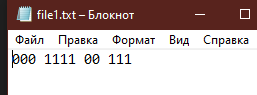 file1.txt – Блокнот
Файл Правка Формат Вид Справка
000 1111 00 111